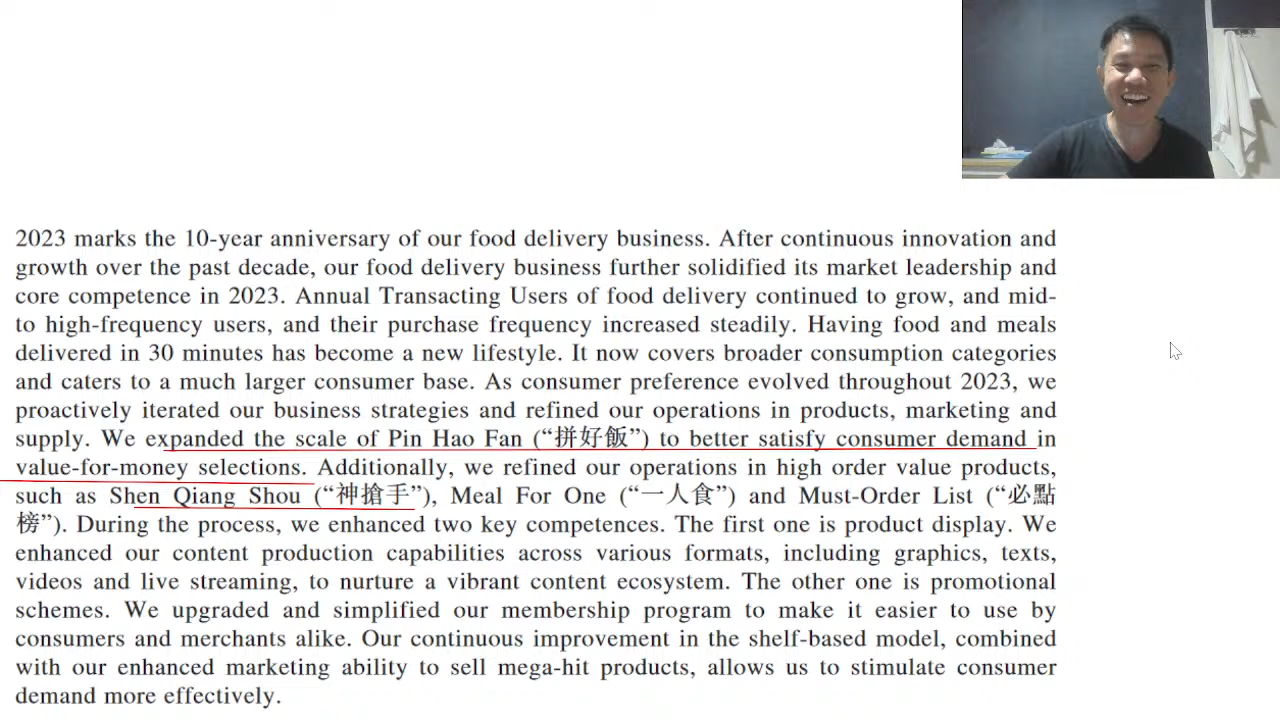 2023 marks the 10-year anniversary of our food delivery business. After continuous innovation and
growth over the past decade, our food delivery business further solidified its market leadership and
core competence in 2023. Annual Transacting Users of food delivery continued to grow, and mid-
to high-frequency users, and their purchase frequency increased steadily. Having food and meals
delivered in 30 minutes has become a new lifestyle. It now covers broader consumption categories
and caters to a much larger consumer base. As consumer preference evolved throughout 2023, we
proactively iterated our business strategies and refined our operations in products, marketing and
supply. We expanded the scale of Pin Hao Fan (“拼好飯”) to better satisfy consumer demand in
value-for-money selections. Additionally, we refined our operations in high order value products,
such as Shen Qiang Shou (“神搶手”), Meal For One (“一人食”) and Must-Order List (“必點
榜”). During the process, we enhanced two key competences. The first one is product display. We
enhanced our content production capabilities across various formats, including graphics, texts,
videos and live streaming, to nurture a vibrant content ecosystem. The other one is promotional
schemes. We upgraded and simplified our membership program to make it easier to use by
consumers and merchants alike. Our continuous improvement in the shelf-based model, combined
with our enhanced marketing ability to sell mega-hit products, allows us to stimulate consumer
demand more effectively.